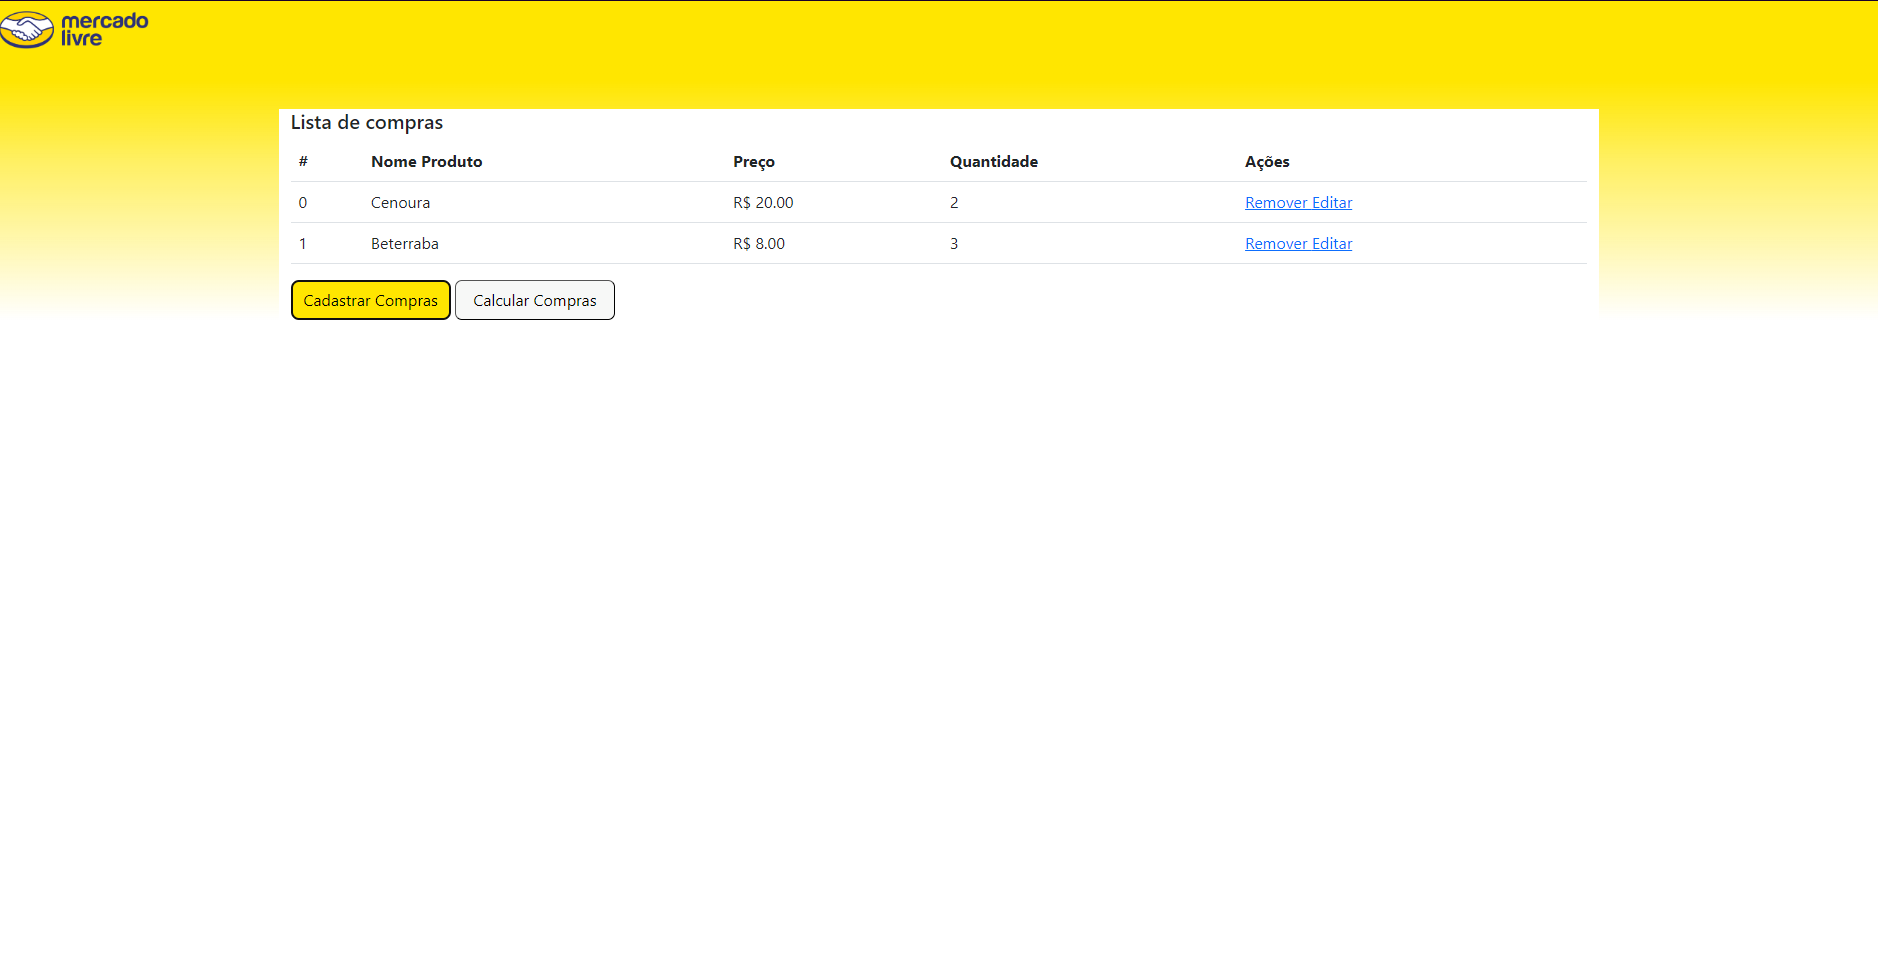 mercado
livre
Lista de compras
# Nome Produto Preço Quantidade Ações
0 Cenoura R$ 20.00 2 Remover Editar
1 Beterraba R$ 8.00 3 Remover Editar
Cadastrar Compras Calcular Compras